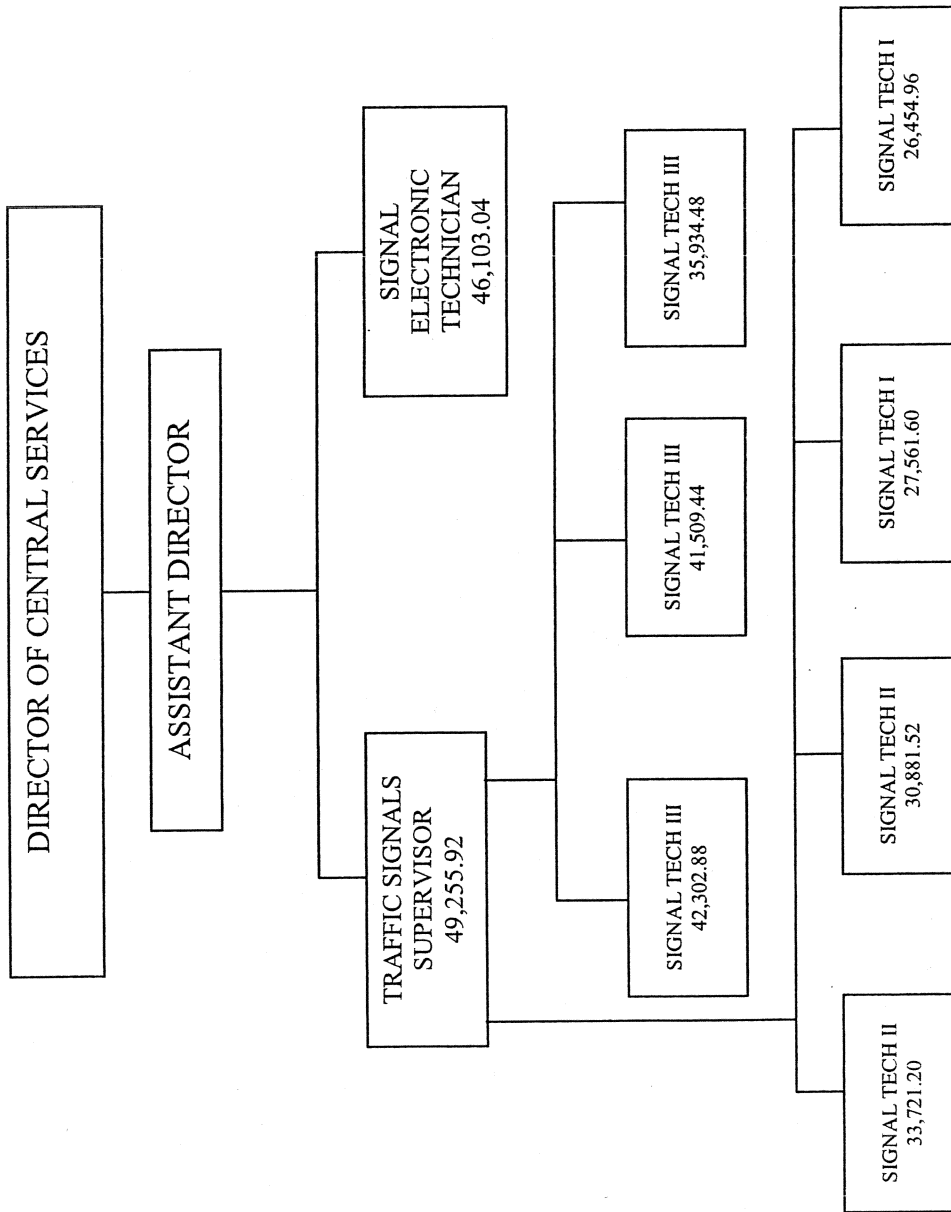 DIRECTOR OF CENTRAL SERVICES
ASSISTANT DIRECTOR
TRAFFIC SIGNALS
SUPERVISOR
49,255.92
SIGNAL
ELECTRONIC
TECHNICIAN
46,103.04
SIGNAL TECH III
42,302.88
SIGNAL TECH III
41,509.44
SIGNAL TECH III
35,934.48
SIGNAL TECH II
33,721.20
SIGNAL TECH II
30,881.52
SIGNAL TECH I
27,561.60
SIGNAL TECH I
26,454.96